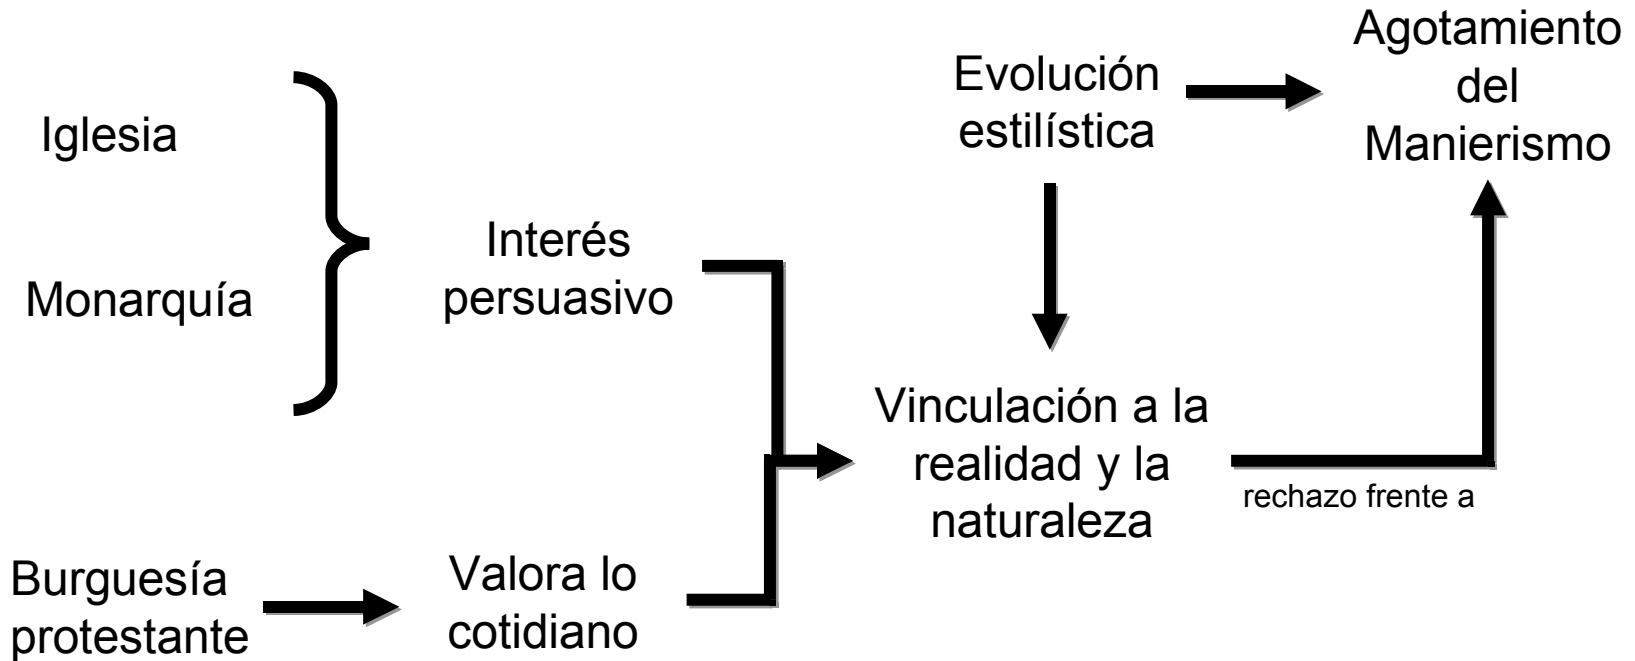 Iglesia
Monarquía
Interés
persuasivo
Burguesía
protestante
Valora lo
cotidiano
Evolución
estilística
Agotamiento
del
Manierismo
Vinculación a la
realidad y la
naturaleza
rechazo frente a